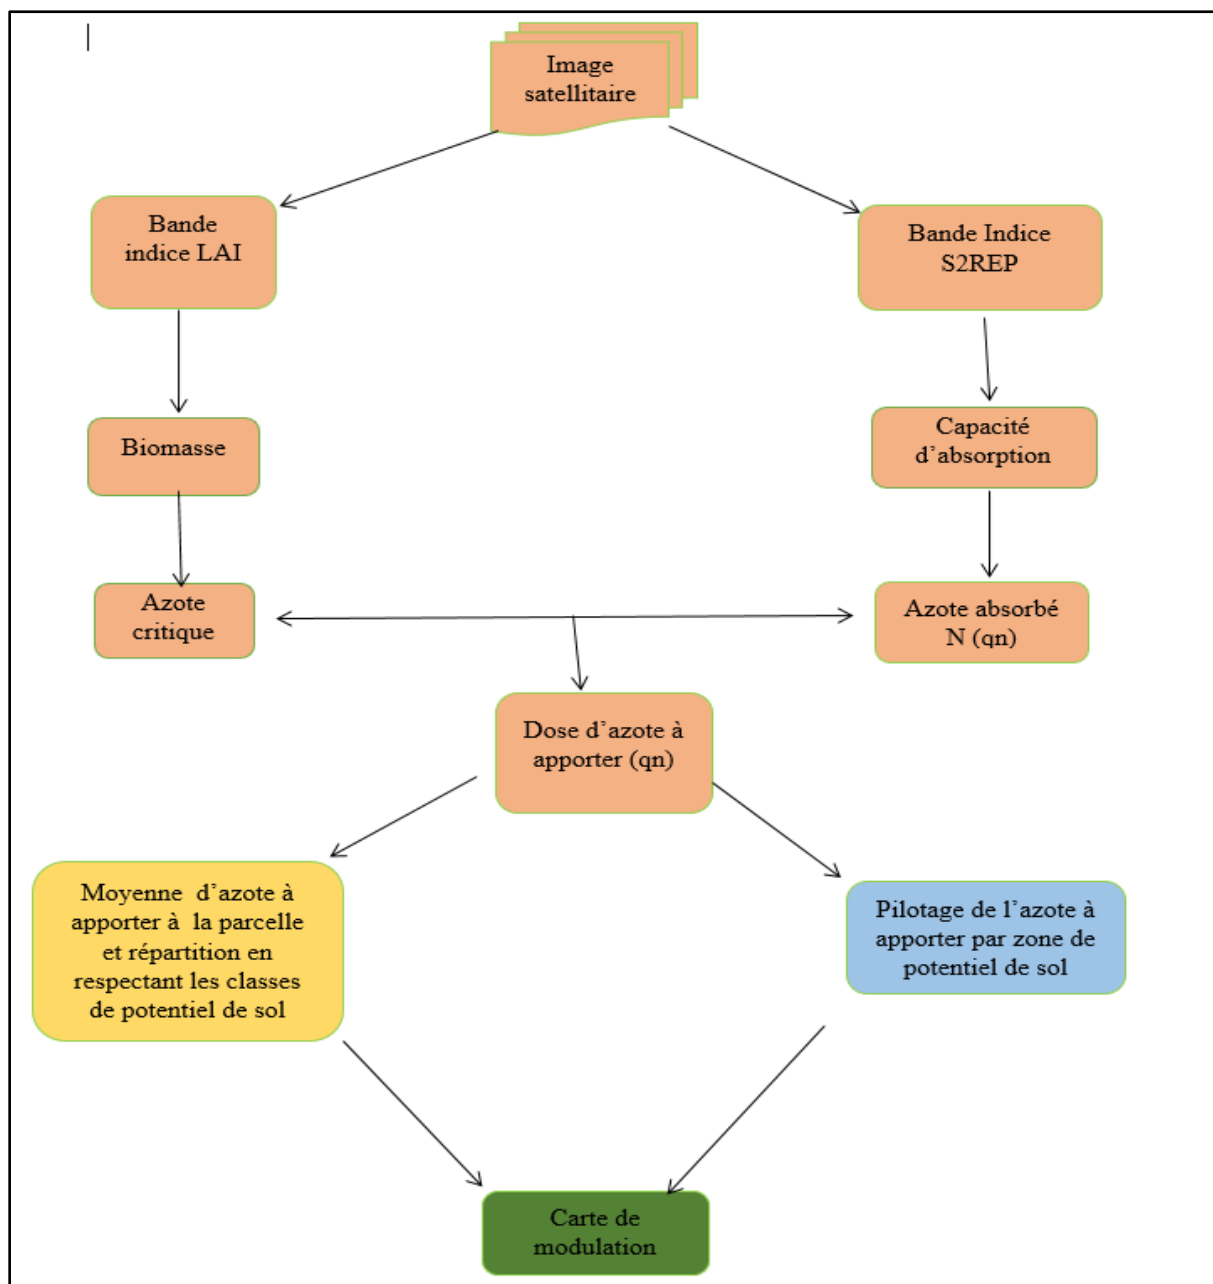 Image
satellitaire
Bande
indice LAI
Bande Indice
S2REP
Biomasse
Capacité
d’absorption
Azote
critique
Azote absorbé
N (qn)
Dose d’azote à
apporter (qn)
Moyenne d’azote à
apporter à la parcelle
et répartition en
respectant les classes
de potentiel de sol
Pilotage de l’azote à
apporter par zone de
potentiel de sol
Carte de
modulation